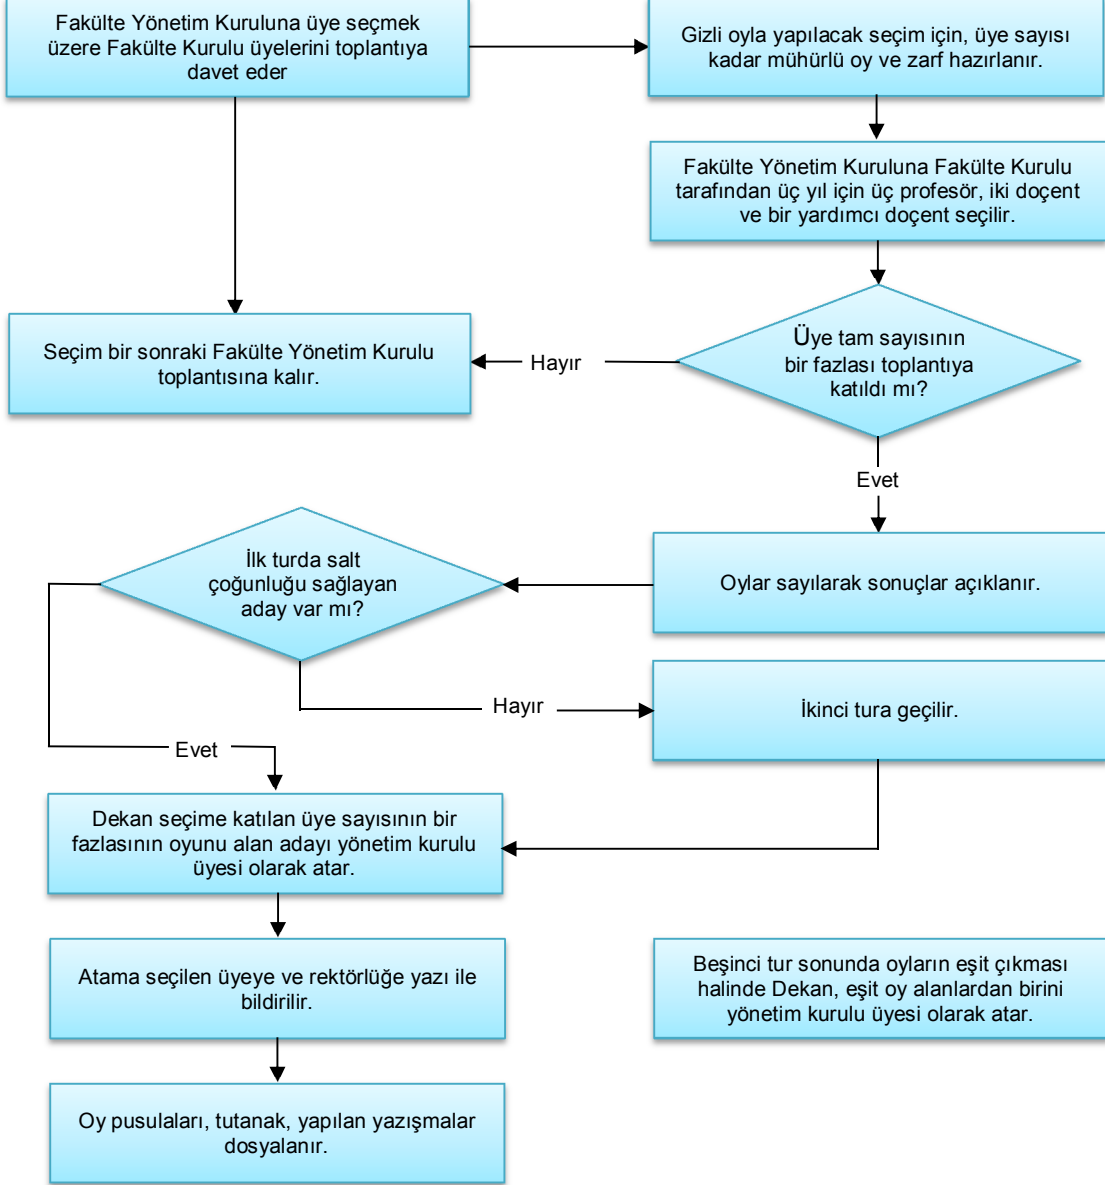 Fakülte Yönetim Kuruluna üye seçmek
üzere Fakülte Kurulu üyelerini toplantıya
davet eder
Gizli oyla yapılacak seçim için, üye sayısı
kadar mühürlü oy ve zarf hazırlanır.
Fakülte Yönetim Kuruluna Fakülte Kurulu
tarafından üç yıl için üç profesör, iki doçent
ve bir yardımcı doçent seçilir.
Üye tam sayısının
bir fazlası toplantıya
katıldı mı?
Hayır
Seçim bir sonraki Fakülte Yönetim Kurulu
toplantısına kalır.
Evet
Oylar sayılarak sonuçlar açıklanır.
İlk turda salt
çoğunluğu sağlayan
aday var mı?
Hayır
İkinci tura geçilir.
Evet
Dekan seçime katılan üye sayısının bir
fazlasının oyunu alan adayı yönetim kurulu
üyesi olarak atar.
Atama seçilen üyeye ve rektörlüğe yazı ile
bildirilir.
Beşinci tur sonunda oyların eşit çıkması
halinde Dekan, eşit oy alanlardan birini
yönetim kurulu üyesi olarak atar.
Oy pusulaları, tutanak, yapılan yazışmalar
dosyalanır.